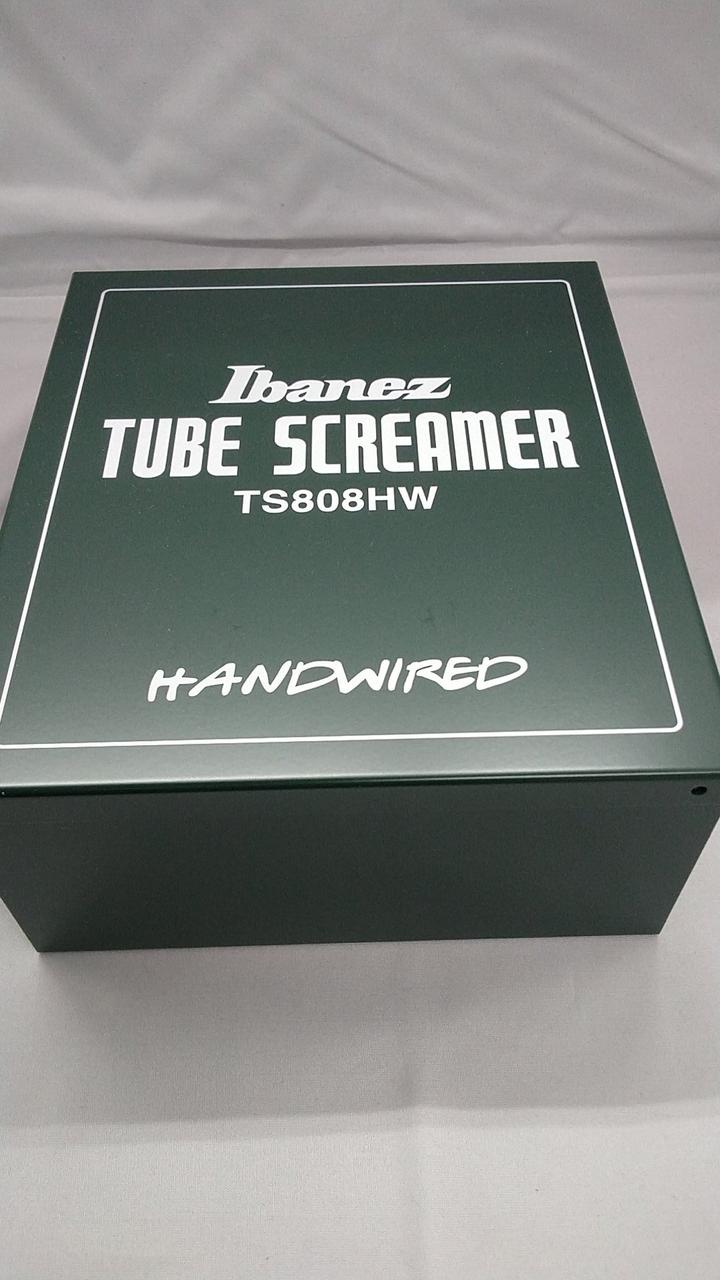 Ibanez
TUBE SCREAMER
TS808HW
HANDWIRED